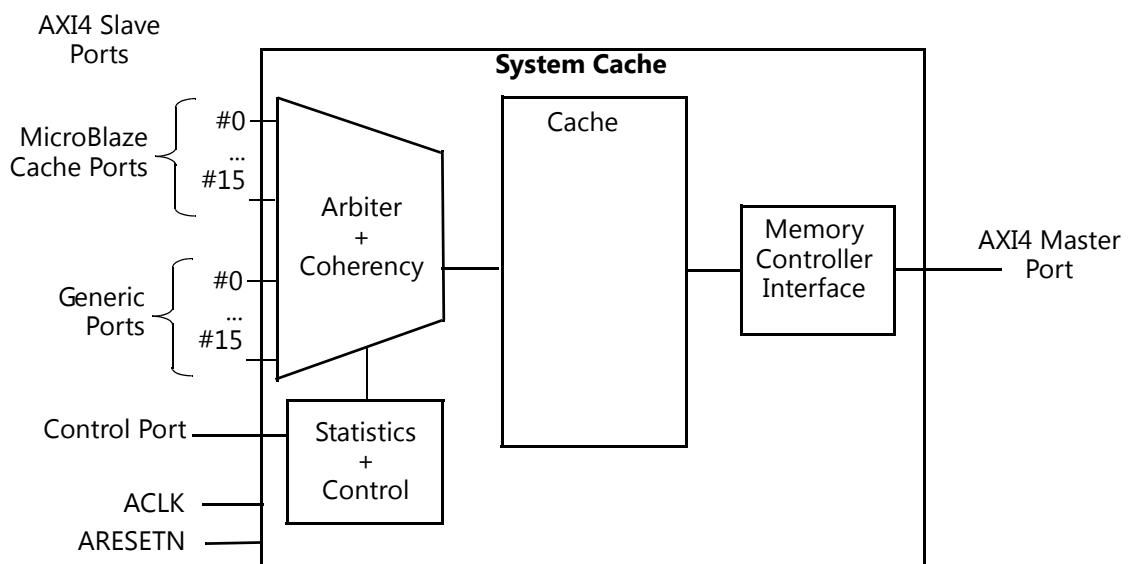 AXI4 Slave
Ports
System Cache
MicroBlaze
Cache Ports
#0
...
#15
Generic
Ports
#0
...
#15
Arbiter
+
Coherency
Cache
Memory
Controller
Interface
AXI4 Master
Port
Control Port
Statistics
+
Control
ACLK
ARESETN